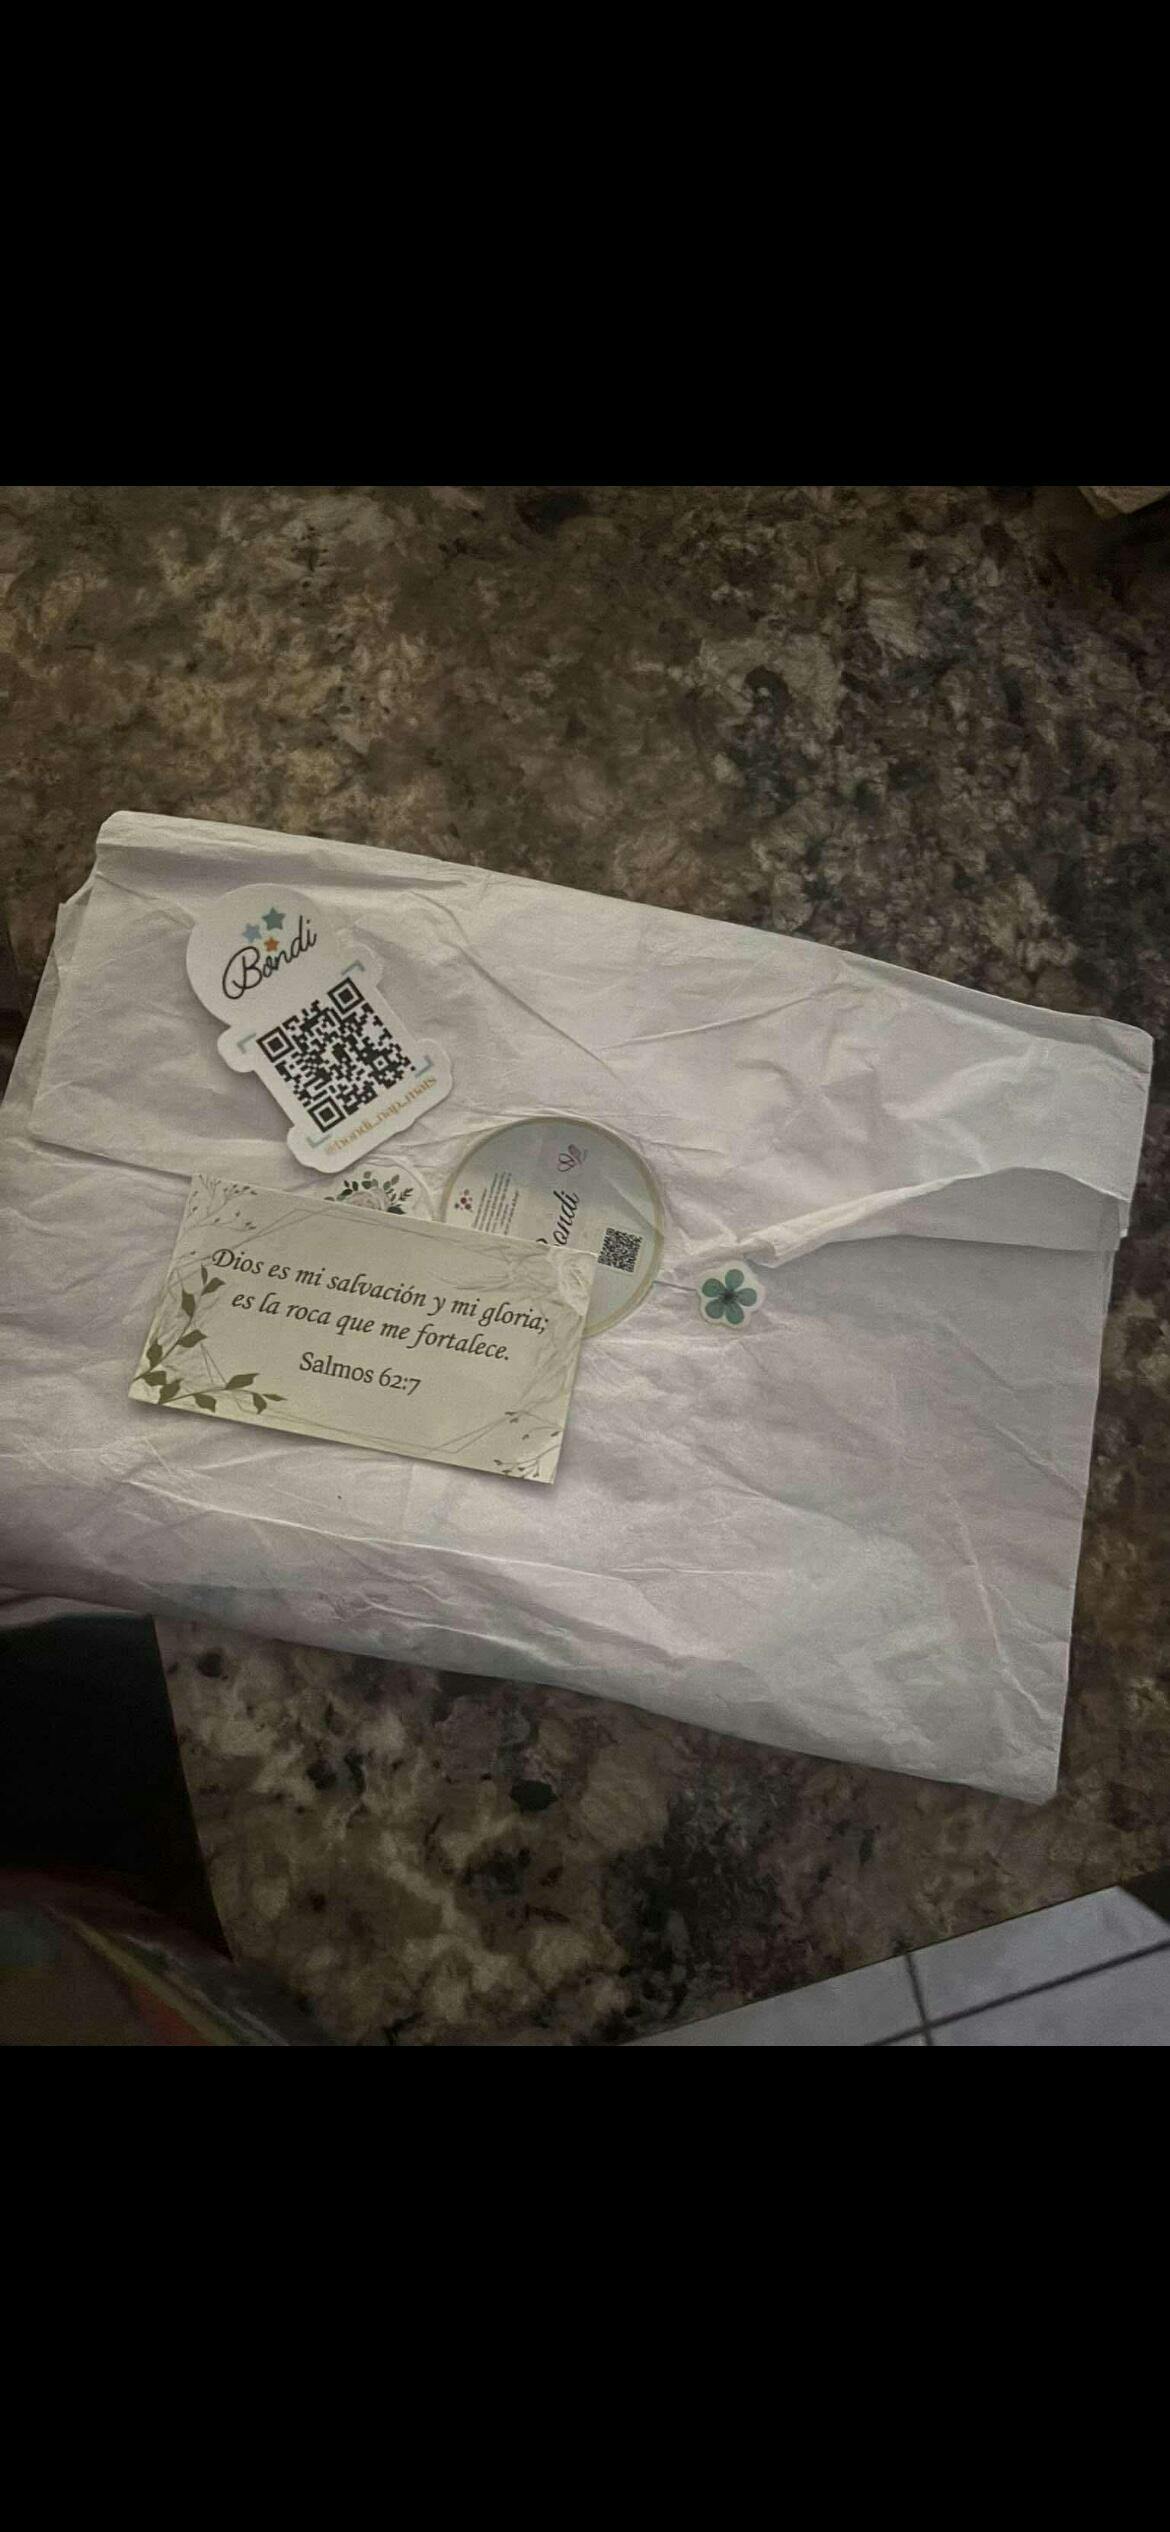 Bondi
@bondi_nap_mats
Bondi
Dios es mi salvación y mi gloria;
es la roca que me fortalece.
Salmos 62:7